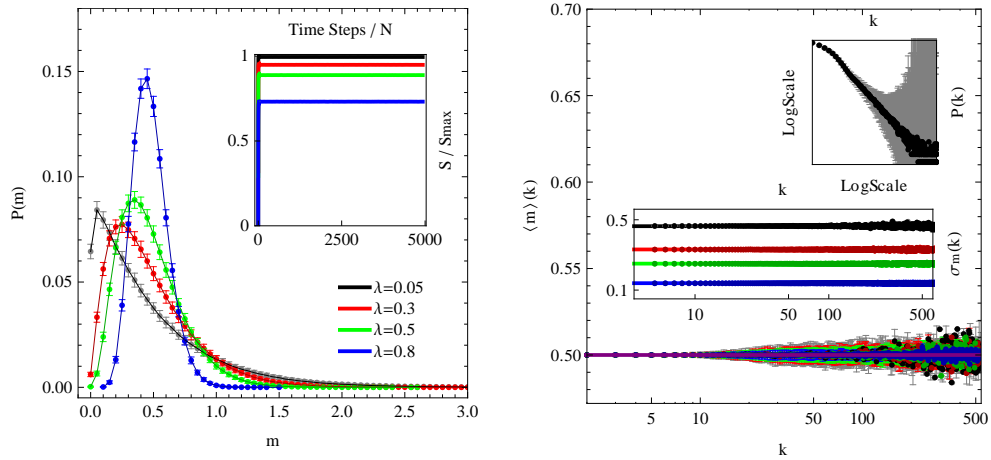 Time Steps / N
1
0.5
0
0
2500
5000
S / Smax
0.15
0.10
0.05
0.00
P(m)
λ=0.05
λ=0.3
λ=0.5
λ=0.8
0.0
0.5
1.0
1.5
2.0
2.5
3.0
m
0.70
0.65
0.60
0.55
0.50
⟨m⟩(k)
k
LogScale
P(k)
k
LogScale
0.5
0.1
σm(k)
10
50
100
500
5
10
50
100
500
k